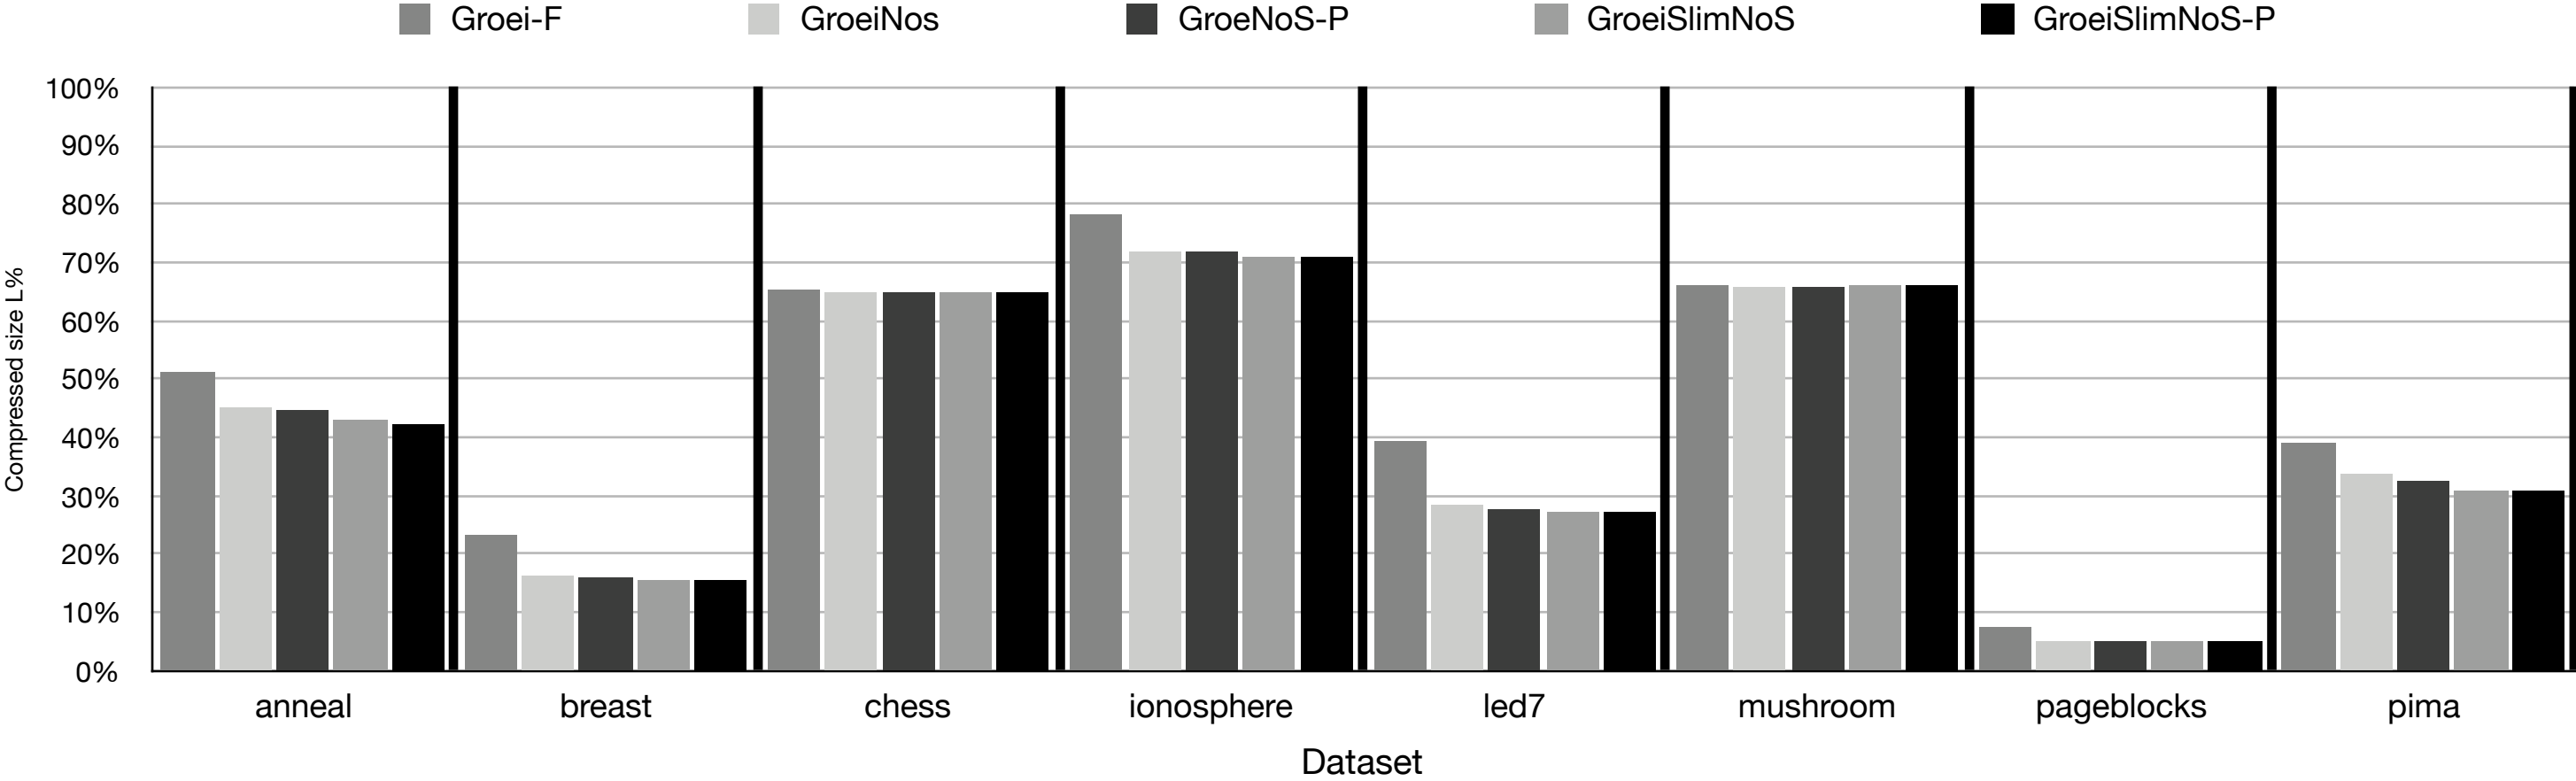 Groei-F GroeiNos GroeNoS-P GroeiSlimNoS GroeiSlimNoS-P
100%
90%
80%
70%
60%
50%
40%
30%
20%
10%
0%
Compressed size L%
anneal breast chess ionosphere led7 mushroom pageblocks pima
Dataset